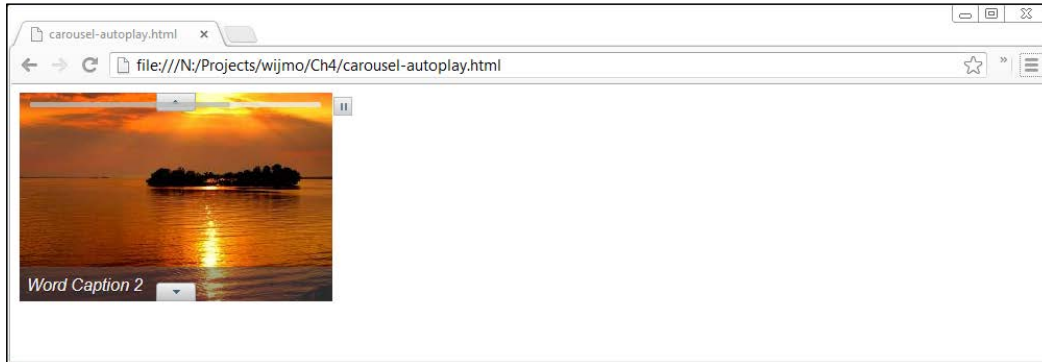 carousel-autoplay.html
file:///N:/Projects/wijmo/Ch4/carousel-autoplay.html
Word Caption 2